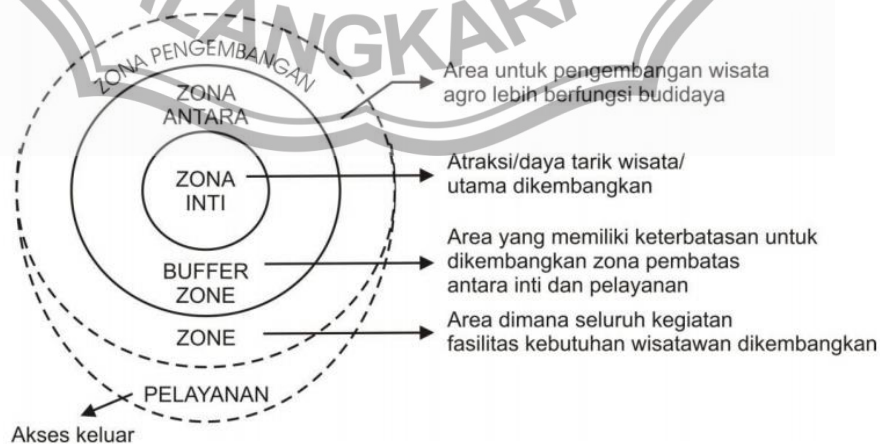 ZONA PENGEMBANGAN
ZONA
ANTARA
ZONA
INTI
BUFFER
ZONE
ZONE
PELAYANAN
Akses keluar
Area untuk pengembangan wisata
agro lebih berfungsi budidaya
Atraksi/daya tarik wisata/
utama dikembangkan
Area yang memiliki keterbatasan untuk
dikembangkan zona pembatas
antara inti dan pelayanan
Area dimana seluruh kegiatan
fasilitas kebutuhan wisatawan dikembangkan